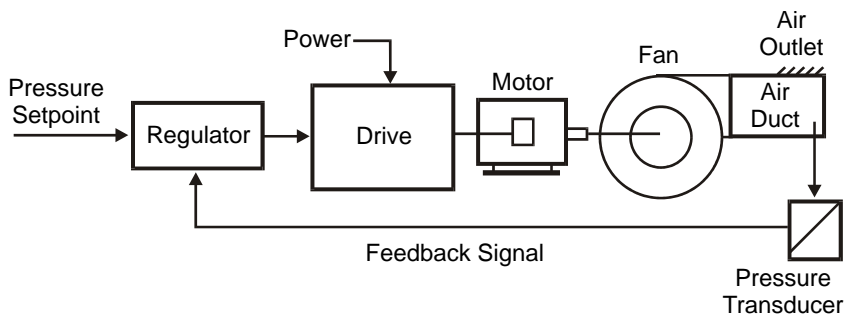 Air
Outlet
Power
Fan
Motor
Pressure
Setpoint
Air
Duct
Regulator
Drive
Feedback Signal
Pressure
Transducer